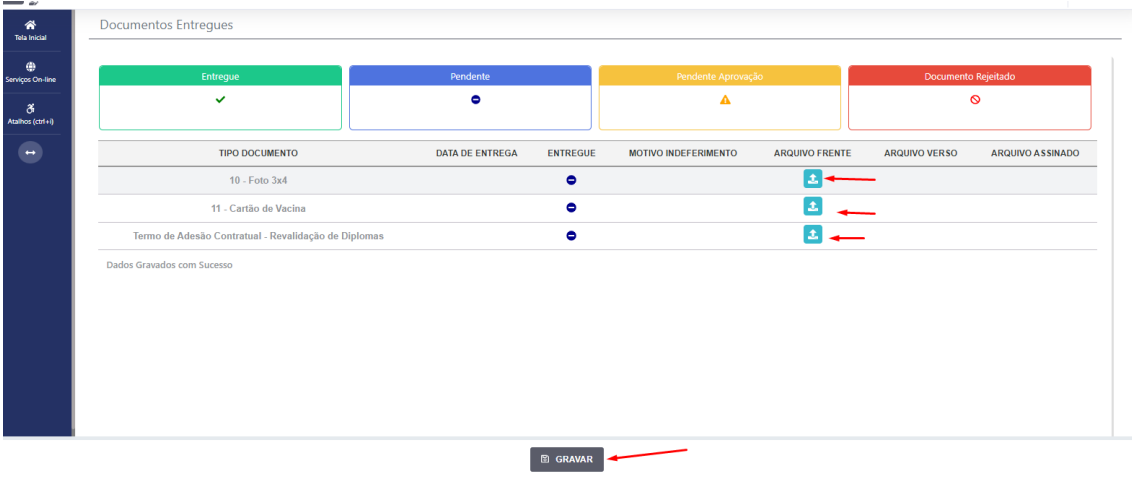 Tela Inicial
Serviços On-line
Atalhos (ctrl+i)
Documentos Entregues
Entregue Pendente Pendente Aprovação Documento Rejeitado
TIPO DOCUMENTO DATA DE ENTREGA ENTREGUE MOTIVO INDEFERIMENTO ARQUIVO FRENTE ARQUIVO VERSO ARQUIVO ASSINADO
10 - Foto 3x4
11 - Cartão de Vacina
Termo de Adesão Contratual - Revalidação de Diplomas
Dados Gravados com Sucesso
GRAVAR